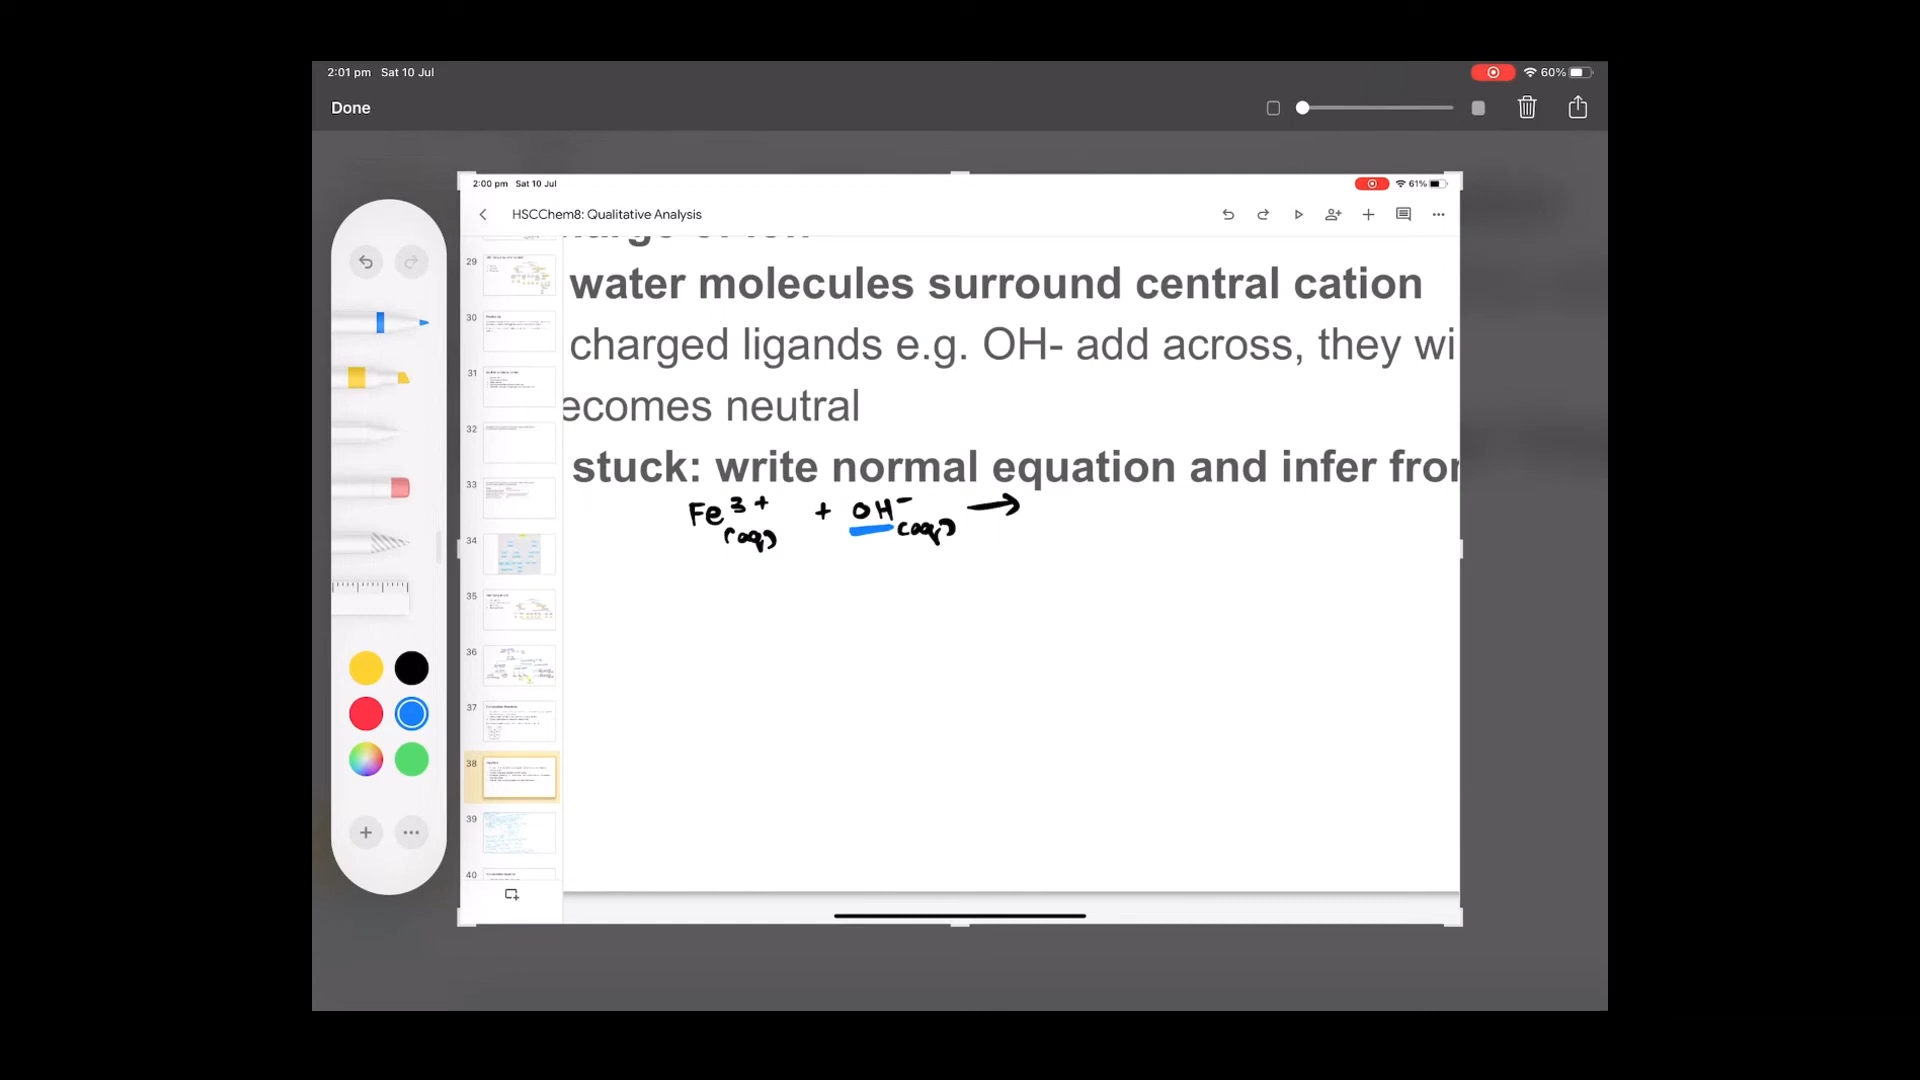 2:01 pm Sat 10 Jul
60%
Done
2:00 pm Sat 10 Jul
61%
HSCChem8: Qualitative Analysis
water molecules surround central cation
charged ligands e.g. OH- add across, they wi
ecomes neutral
stuck: write normal equation and infer fro
Fe³⁺(aq) + OH⁻(aq) →
29
30
31
32
33
34
35
36
37
38
39
40